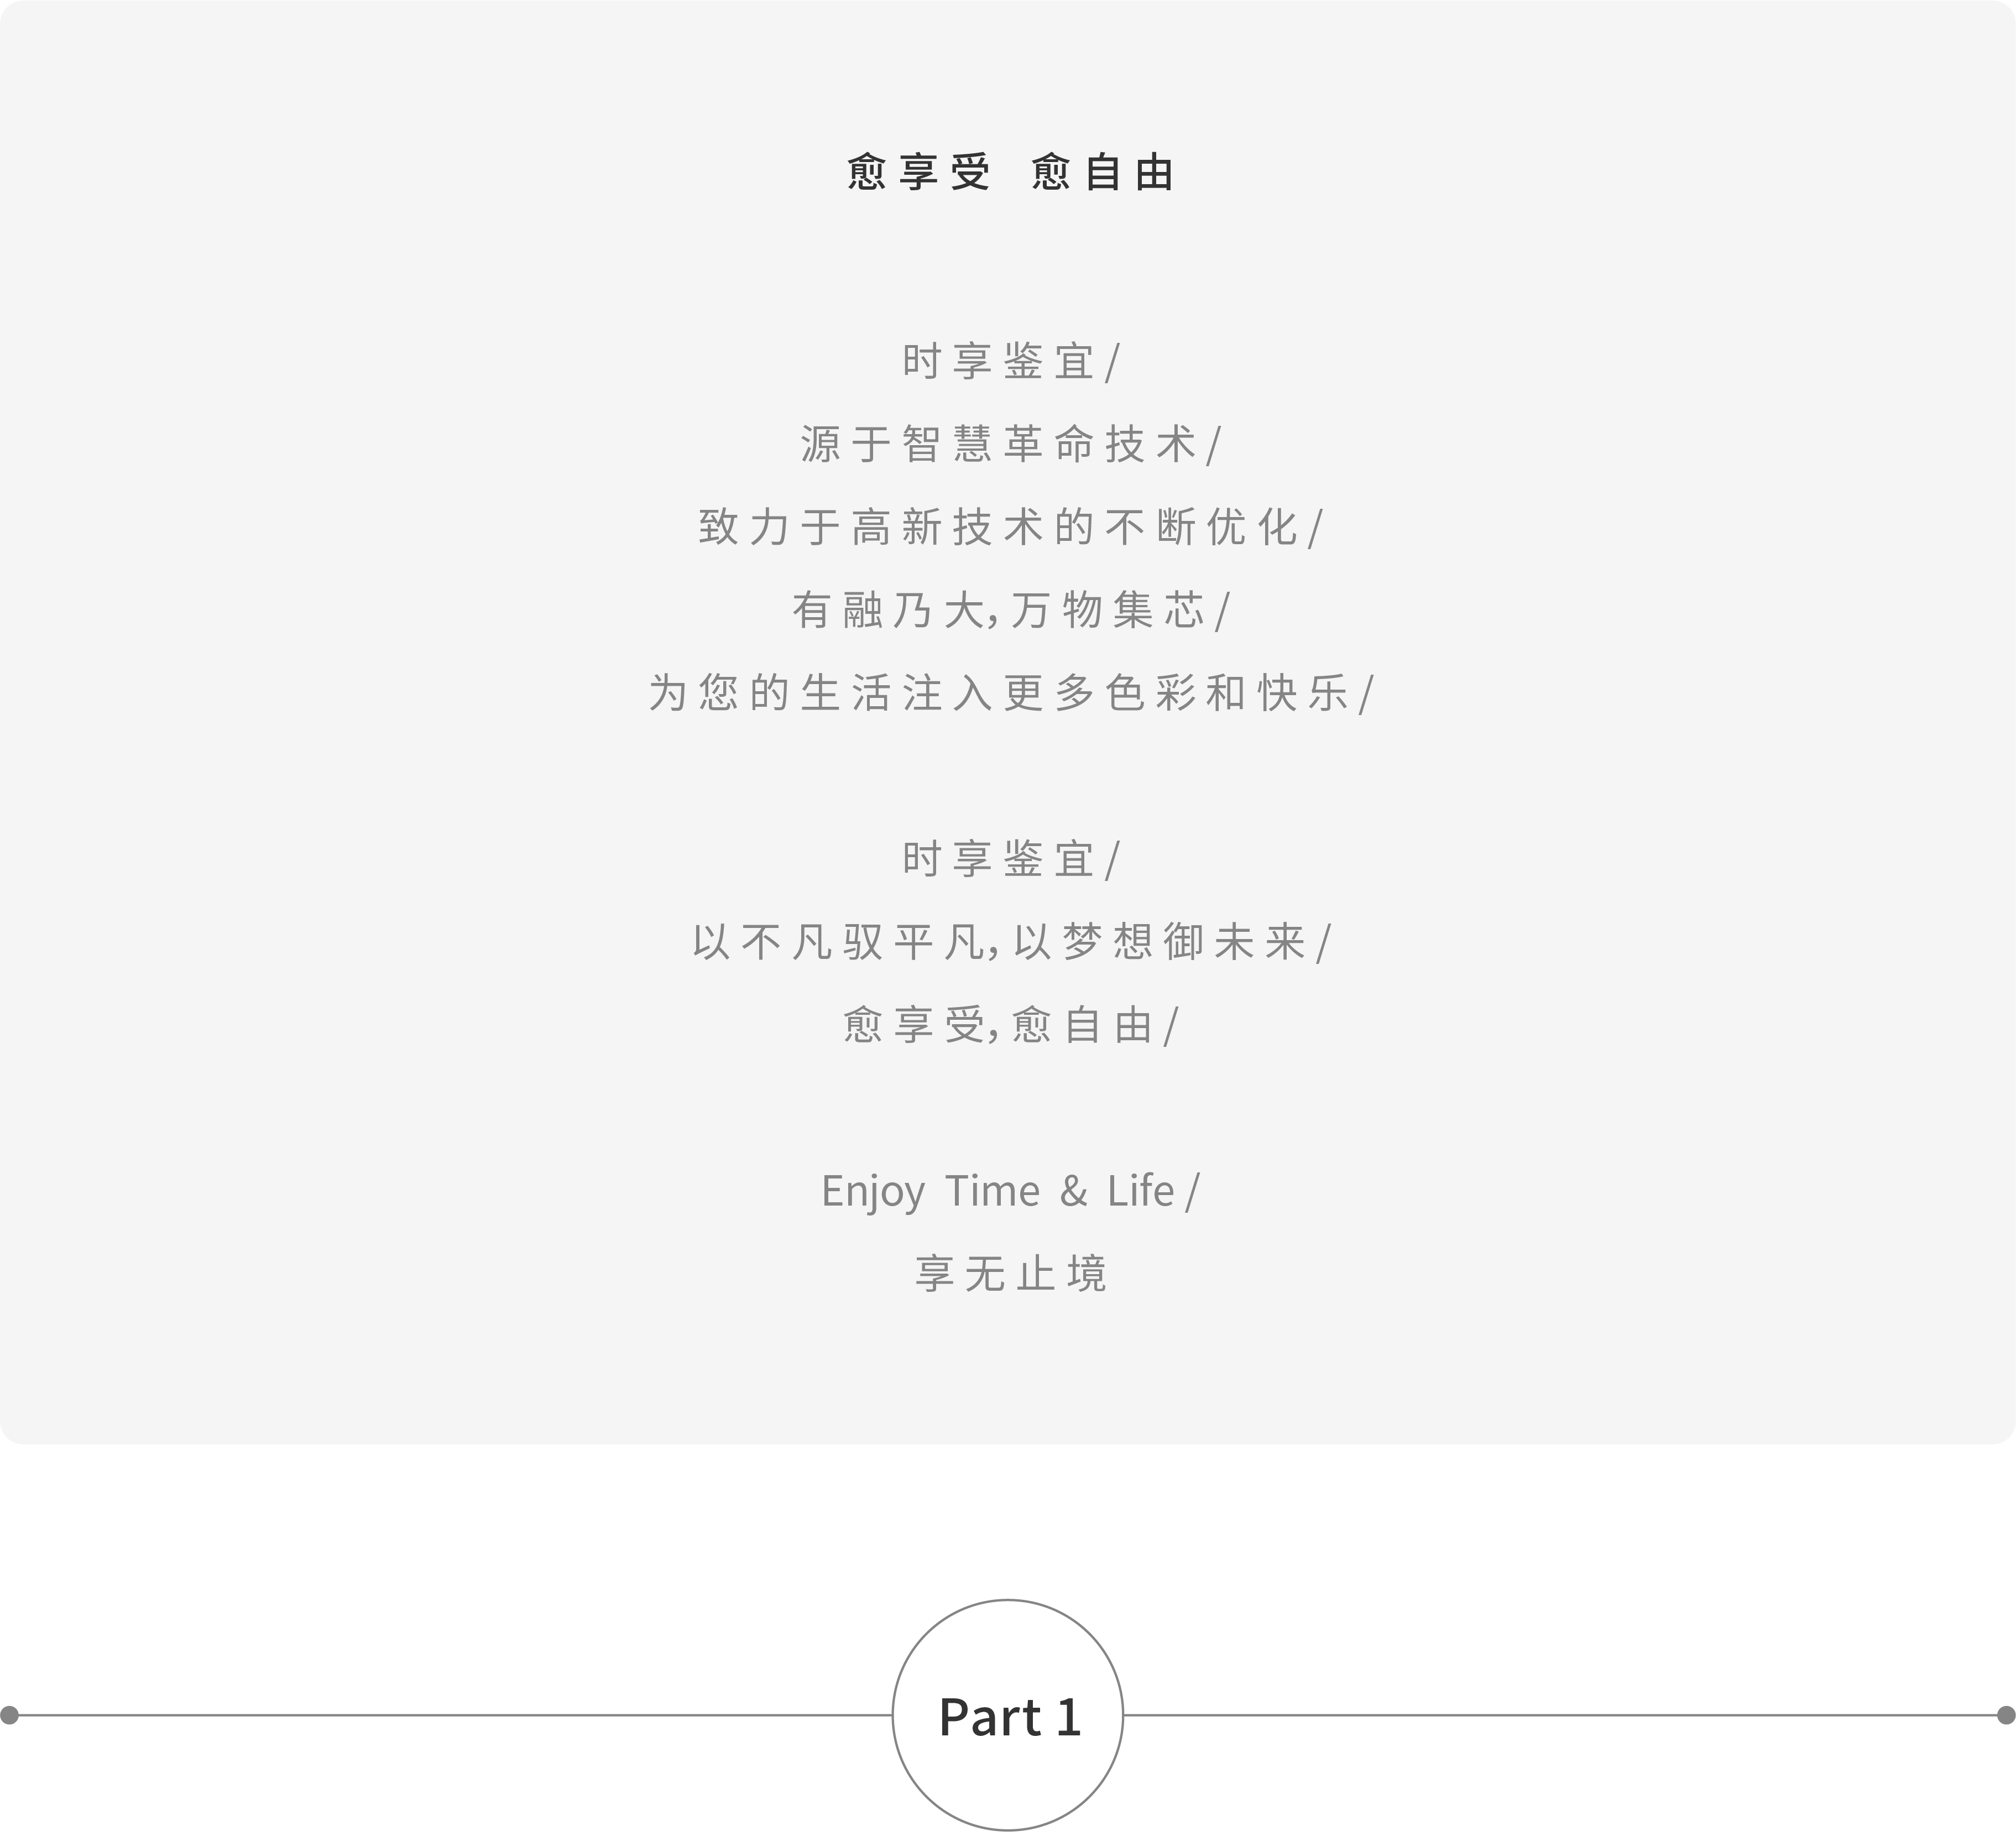 愈享受 愈自由
时享鉴宜/
源于智慧革命技术/
致力于高新技术的不断优化/
有融乃大,万物集芯/
为您的生活注入更多色彩和快乐/
时享鉴宜/
以不凡驭平凡,以梦想御未来/
愈享受,愈自由/
Enjoy Time & Life/
享无止境
Part 1